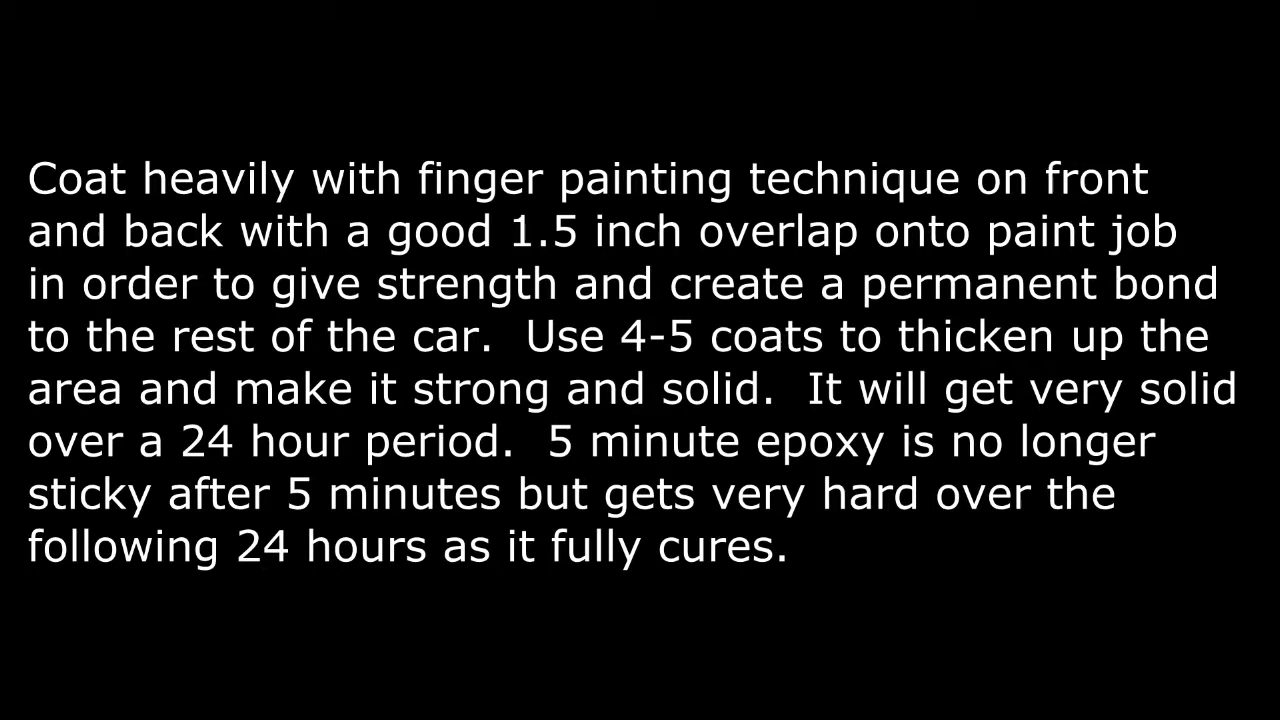 Coat heavily with finger painting technique on front
and back with a good 1.5 inch overlap onto paint job
in order to give strength and create a permanent bond
to the rest of the car.  Use 4-5 coats to thicken up the
area and make it strong and solid.  It will get very solid
over a 24 hour period.  5 minute epoxy is no longer
sticky after 5 minutes but gets very hard over the
following 24 hours as it fully cures.